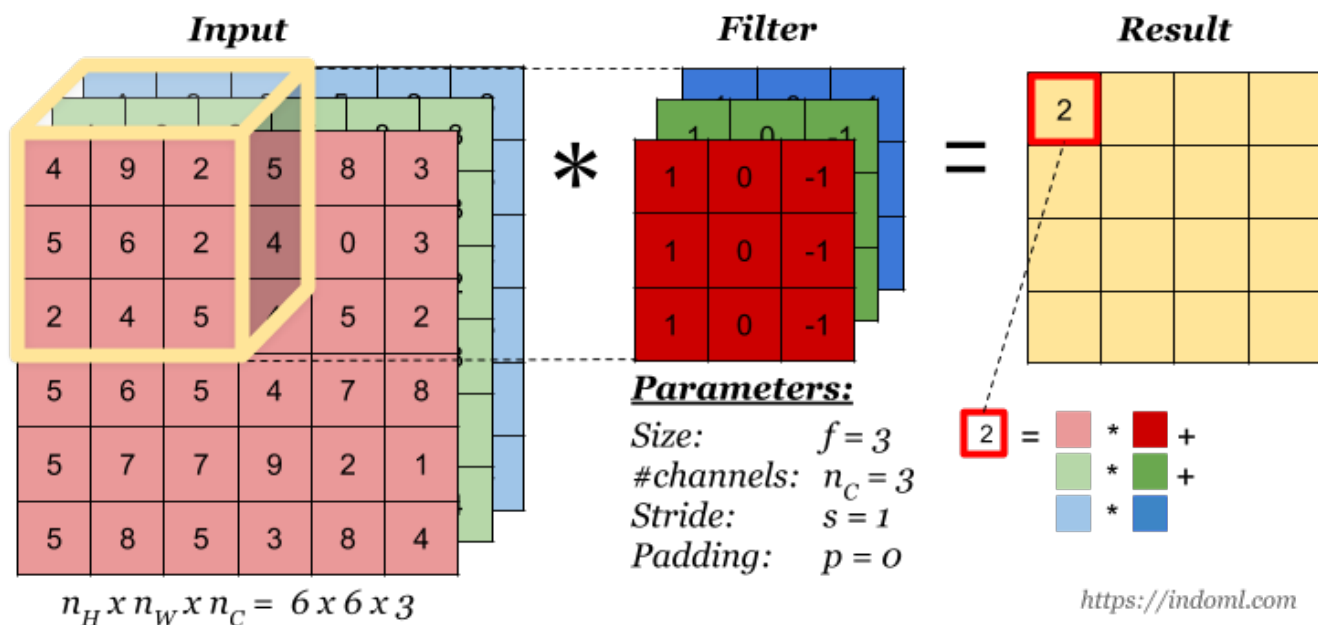 Input
Filter
Result
4 9 2 5 8 3
5 6 2 4 0 3
2 4 5 5 2
5 6 5 4 7 8
5 7 7 9 2 1
5 8 5 3 8 4
n_H x n_W x n_C = 6 x 6 x 3
*
1 0 -1
1 0 -1
1 0 -1
1 0 -1
Parameters:
Size: f = 3
#channels: n_C = 3
Stride: s = 1
Padding: p = 0
=
2
2 = * +
* +
*
https://indoml.com